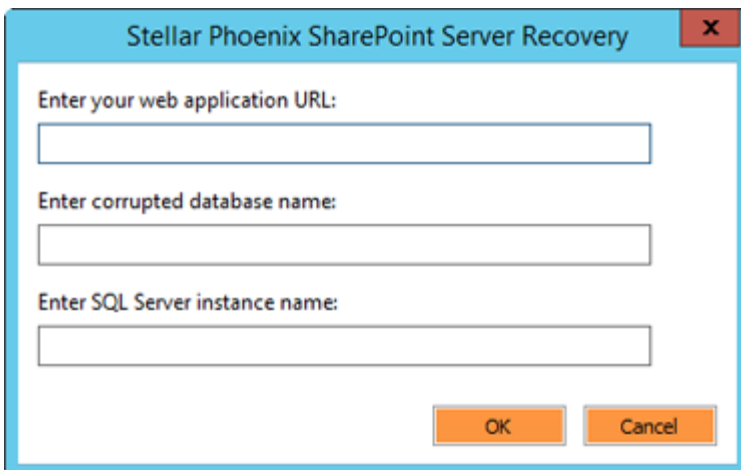 Stellar Phoenix SharePoint Server Recovery
x
Enter your web application URL:
Enter corrupted database name:
Enter SQL Server instance name:
OK Cancel